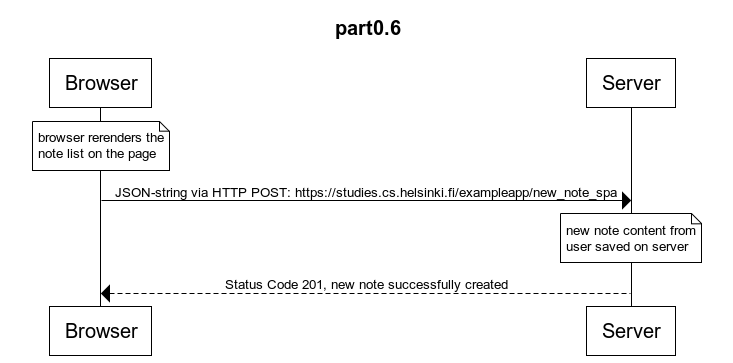 part0.6
Browser
Server
browser rerenders the
note list on the page
JSON-string via HTTP POST: https://studies.cs.helsinki.fi/exampleapp/new_note_spa
new note content from
user saved on server
Status Code 201, new note successfully created
Browser
Server